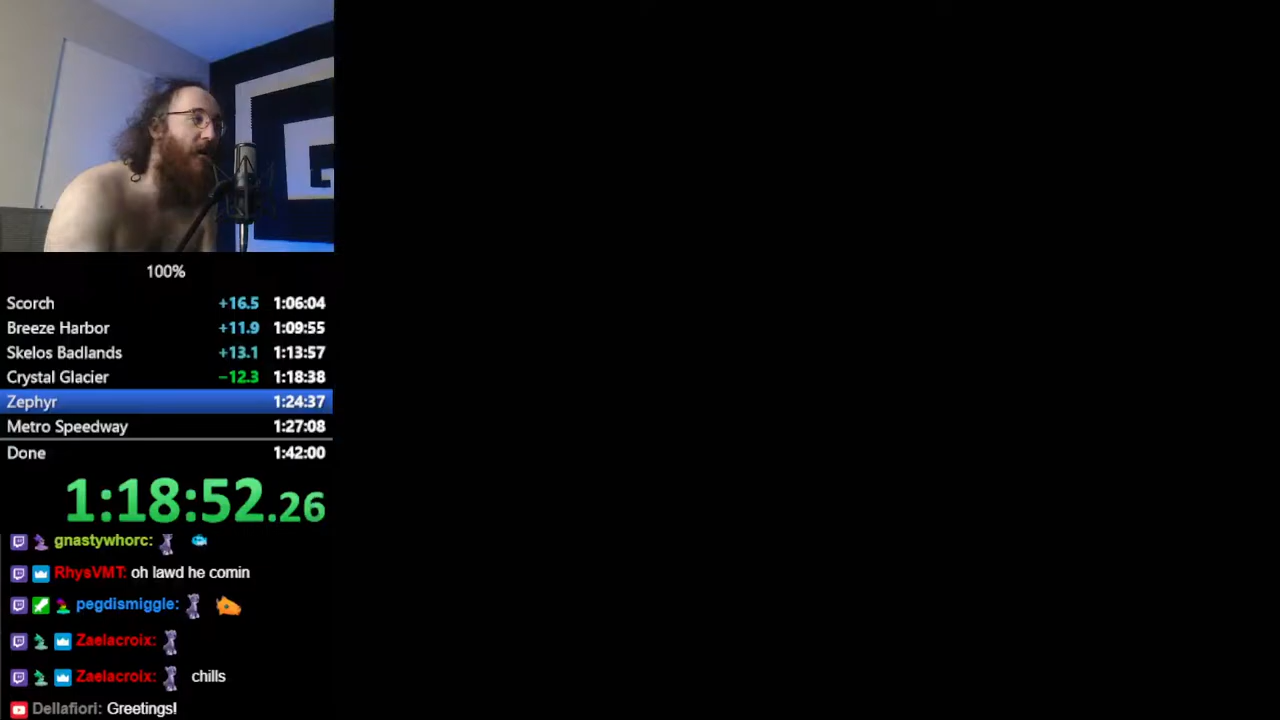 100%
Scorch +16.5 1:06:04
Breeze Harbor +11.9 1:09:55
Skelos Badlands +13.1 1:13:57
Crystal Glacier −12.3 1:18:38
Zephyr 1:24:37
Metro Speedway 1:27:08
Done 1:42:00
1:18:52.26
gnastywhorc:
RhysVMT: oh lawd he comin
pegdismiggle:
Zaelacroix:
Zaelacroix: chills
Dellafiori: Greetings!